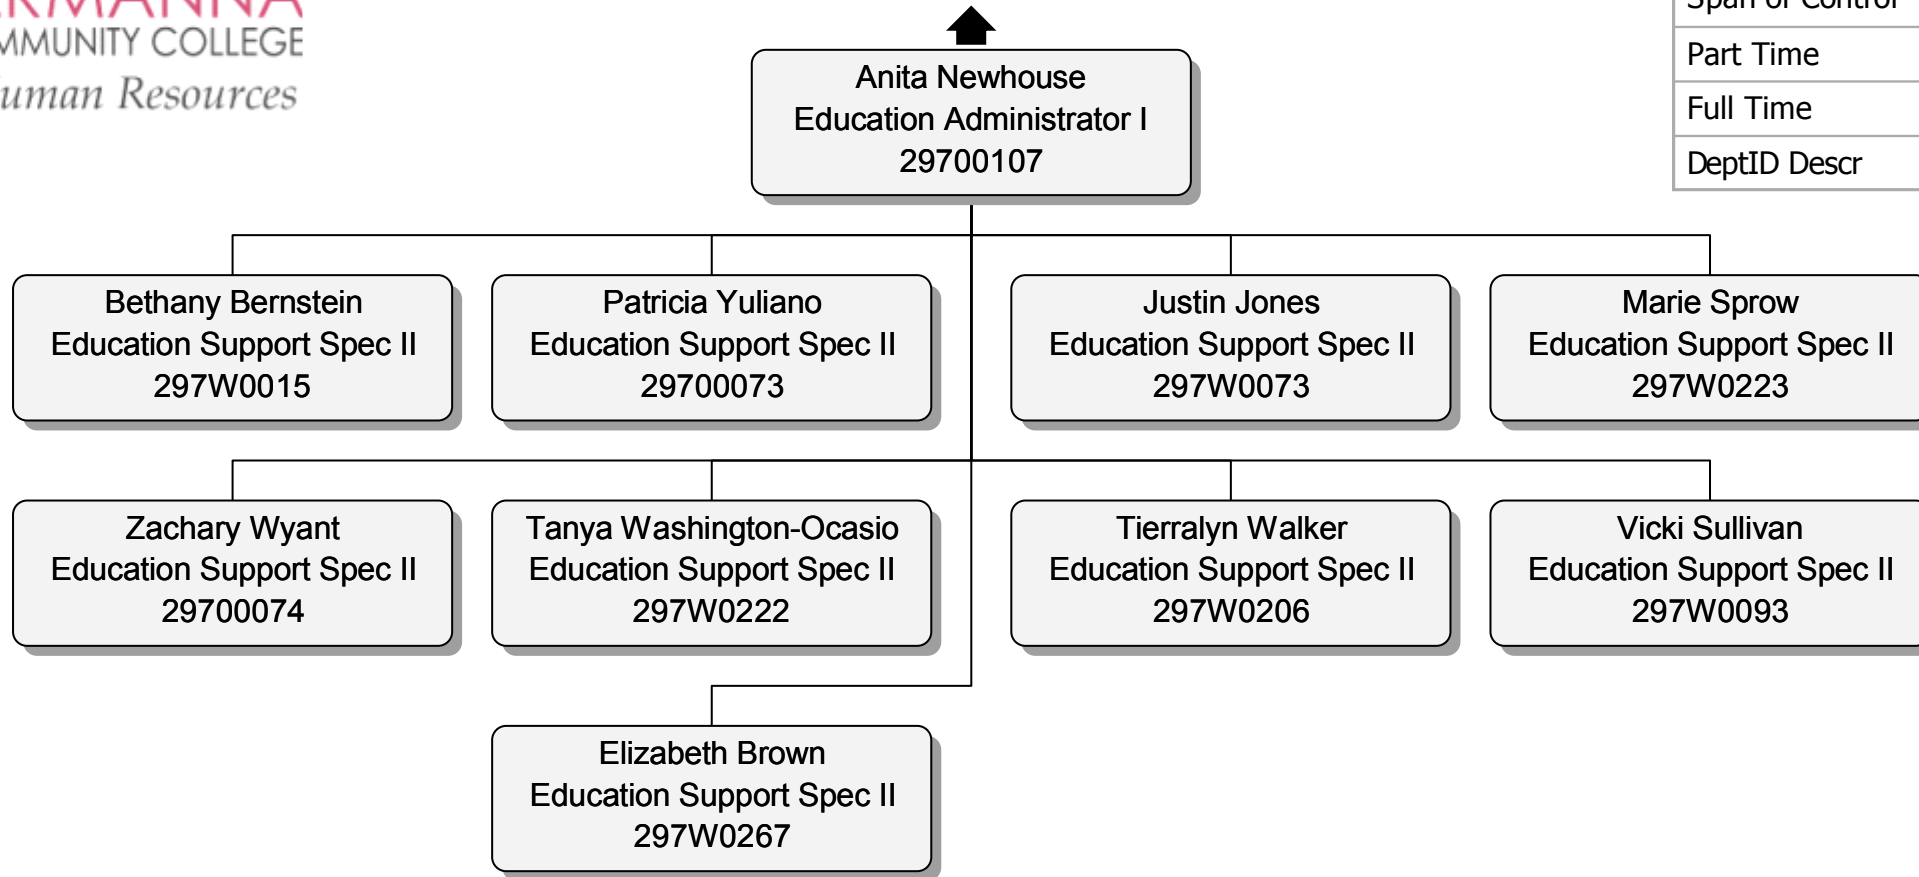 MMUNITY COLLEGE
uman Resources
Span of Control
Part Time
Full Time
DeptID Descr
Anita Newhouse
Education Administrator I
29700107
Bethany Bernstein
Education Support Spec II
297W0015
Patricia Yuliano
Education Support Spec II
29700073
Justin Jones
Education Support Spec II
297W0073
Marie Sprow
Education Support Spec II
297W0223
Zachary Wyant
Education Support Spec II
29700074
Tanya Washington-Ocasio
Education Support Spec II
297W0222
Tierralyn Walker
Education Support Spec II
297W0206
Vicki Sullivan
Education Support Spec II
297W0093
Elizabeth Brown
Education Support Spec II
297W0267